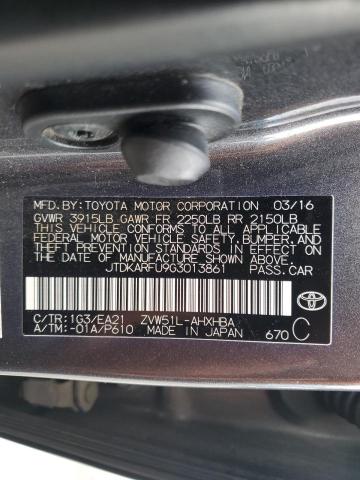 MFD.BY:TOYOTA MOTOR CORPORATION 03/16
GVWR 3915LB GAWR FR 2250LB RR 2150LB
THIS VEHICLE CONFORMS TO ALL APPLICABLE
FEDERAL MOTOR VEHICLE SAFETY, BUMPER, AND
THEFT PREVENTION STANDARDS IN EFFECT ON
THE DATE OF MANUFACTURE SHOWN ABOVE.
JTDKARFU9G3013861 PASS.CAR
C/TR:1G3/EA21 ZVW51L-AHXHBA
A/TM:-01A/P610 MADE IN JAPAN 670 C